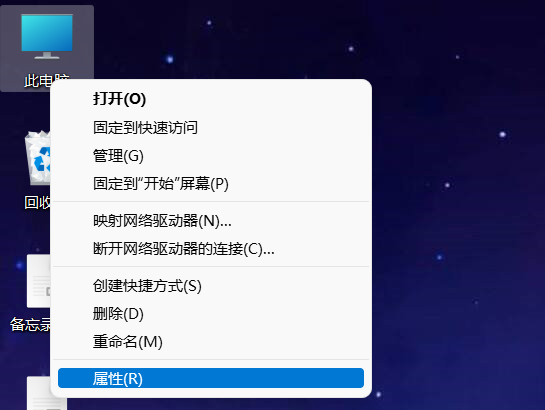 此电脑
打开(O)
固定到快速访问
管理(G)
固定到“开始”屏幕(P)
回收
映射网络驱动器(N)...
断开网络驱动器的连接(C)...
创建快捷方式(S)
删除(D)
备忘录
重命名(M)
属性(R)